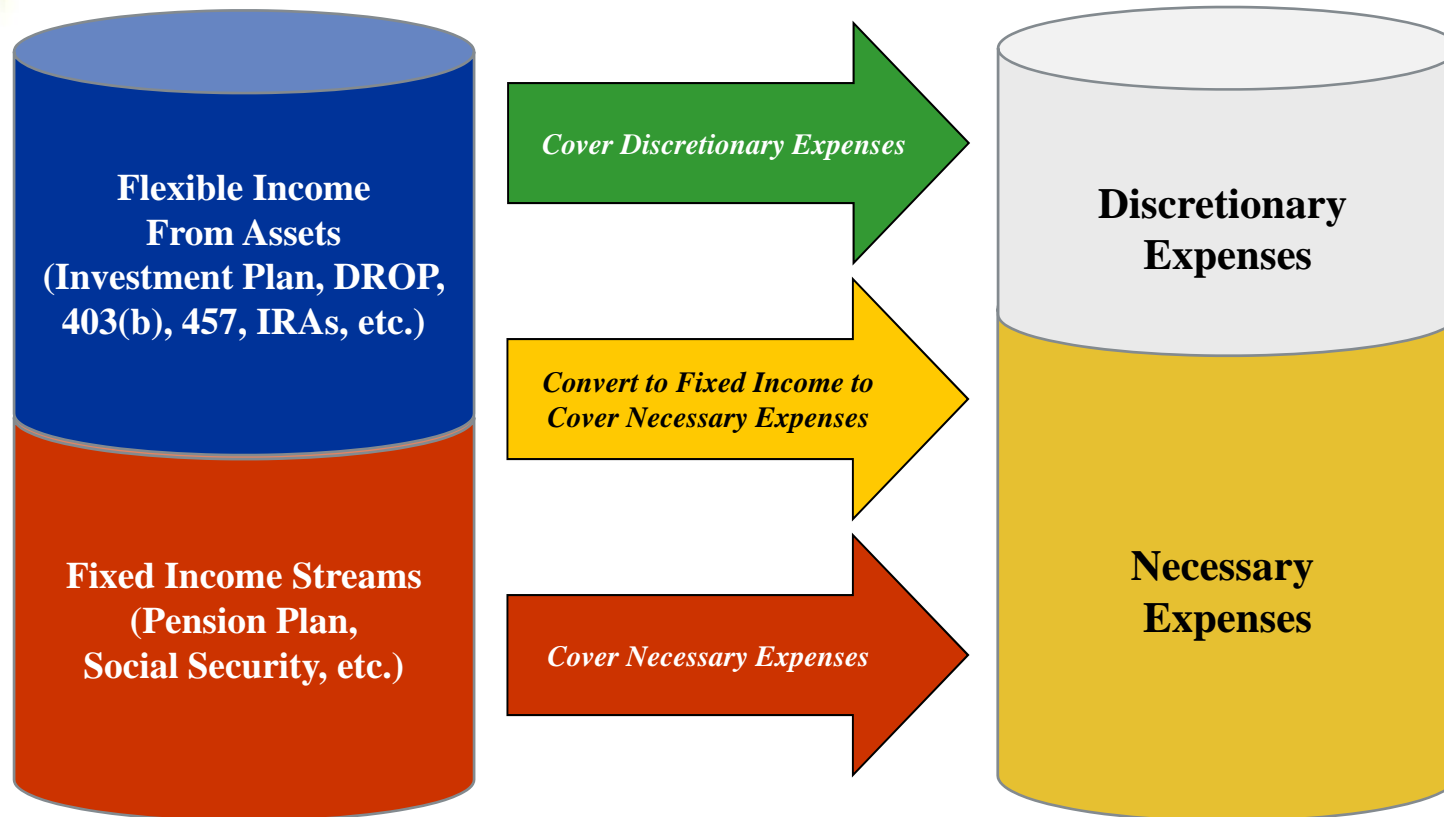 Flexible Income
From Assets
(Investment Plan, DROP,
403(b), 457, IRAs, etc.)
Fixed Income Streams
(Pension Plan,
Social Security, etc.)
Cover Discretionary Expenses
Convert to Fixed Income to
Cover Necessary Expenses
Cover Necessary Expenses
Discretionary
Expenses
Necessary
Expenses